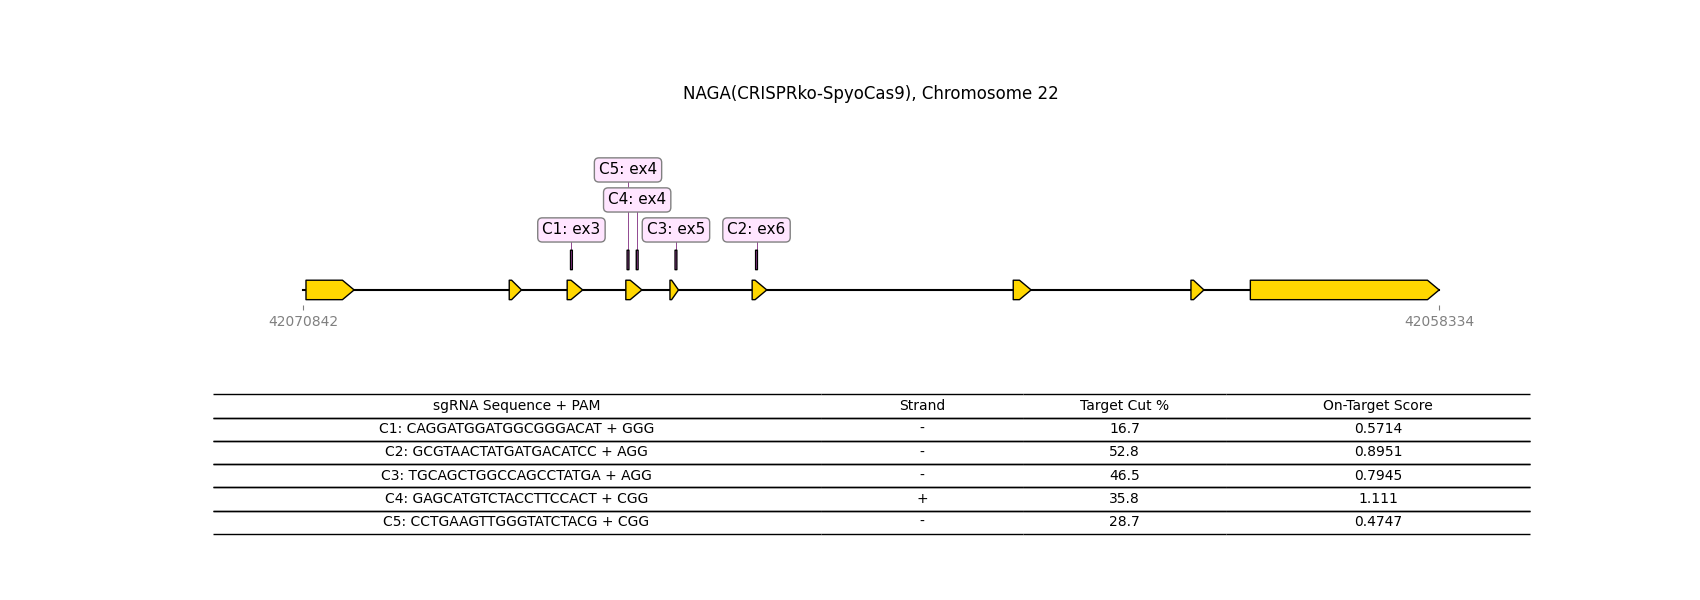 NAGA(CRISPRko-SpyoCas9), Chromosome 22
C5: ex4
C4: ex4
C1: ex3 C3: ex5 C2: ex6
42070842 42058334
sgRNA Sequence + PAM Strand Target Cut % On-Target Score
C1: CAGGATGGATGGCGGGACAT + GGG - 16.7 0.5714
C2: GCGTAACTATGATGACATCC + AGG - 52.8 0.8951
C3: TGCAGCTGGCCAGCCTATGA + AGG - 46.5 0.7945
C4: GAGCATGTCTACCTTCCACT + CGG + 35.8 1.111
C5: CCTGAAGTTGGGTATCTACG + CGG - 28.7 0.4747